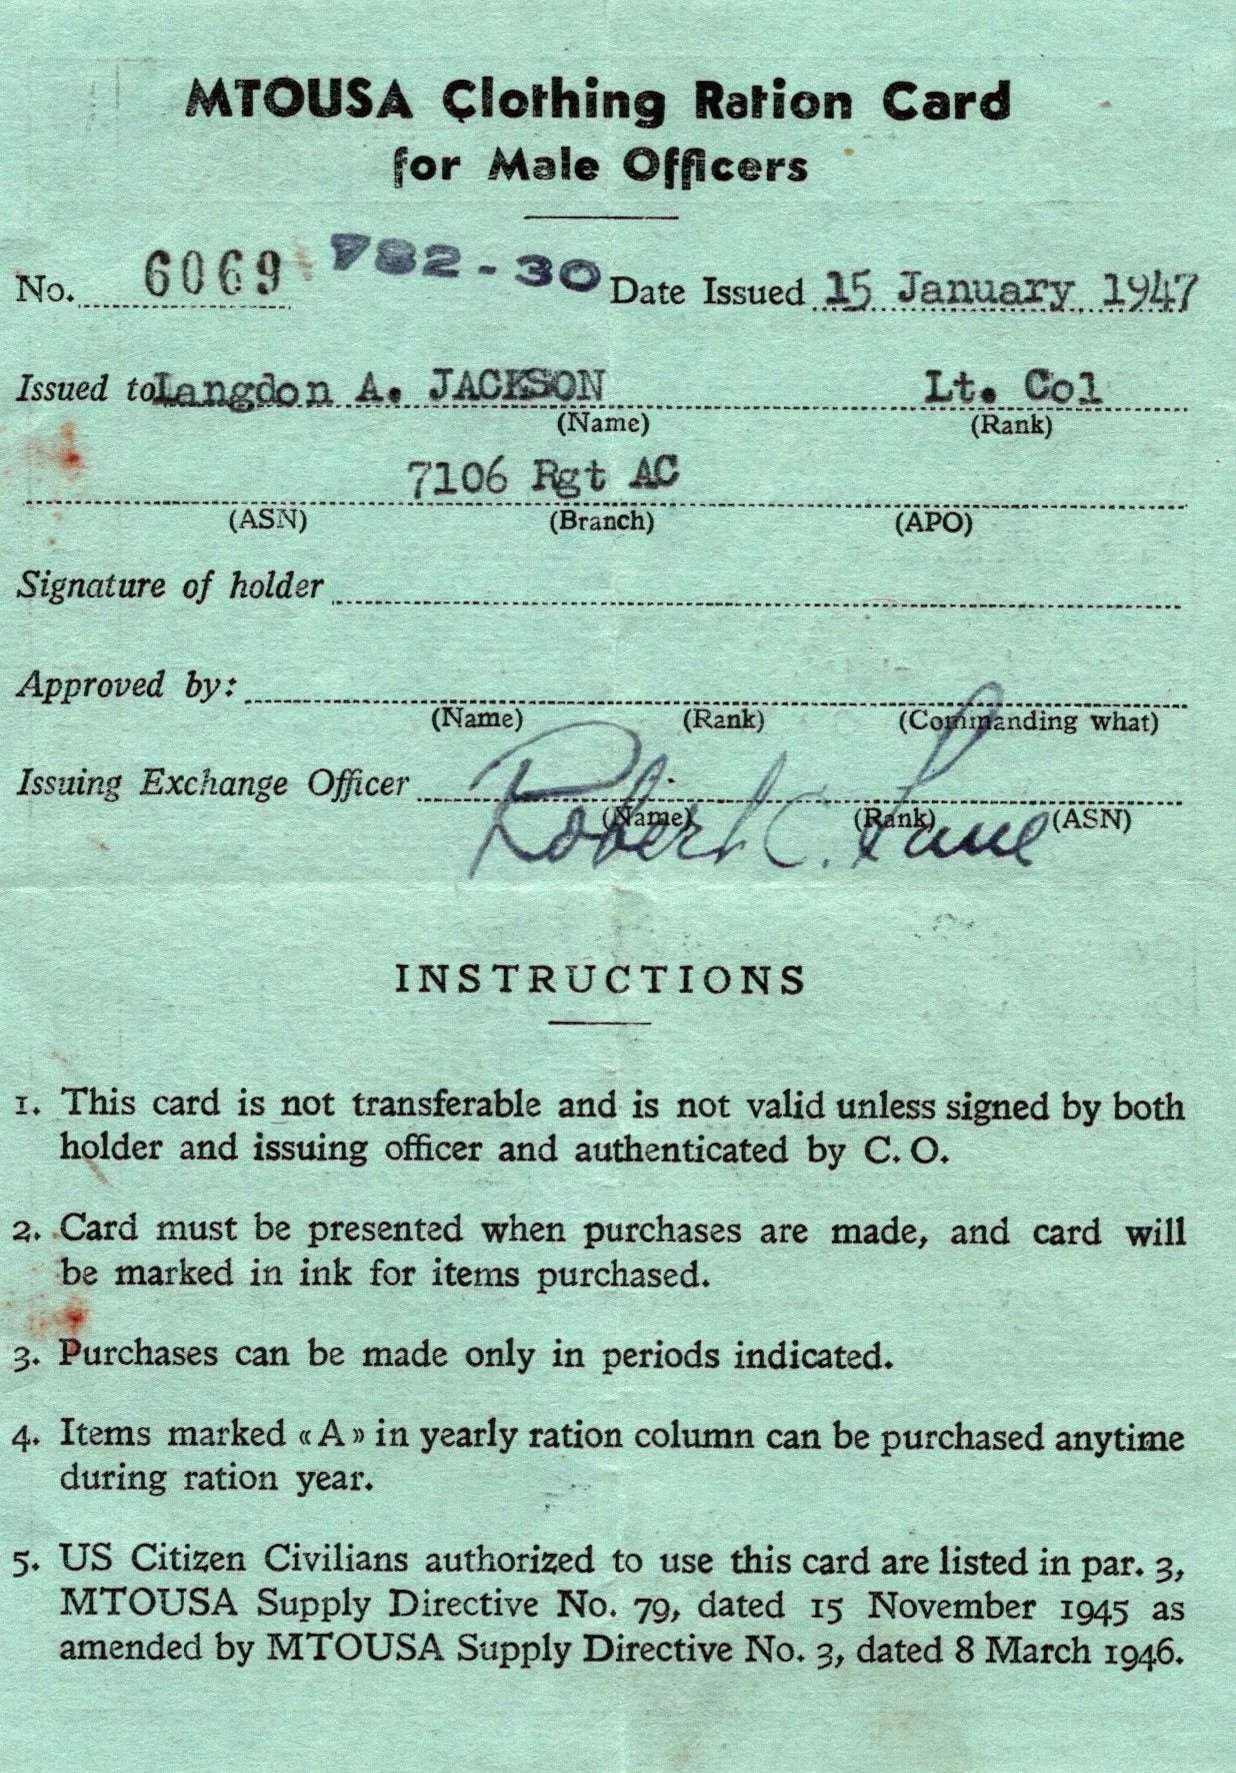 MTOUSA Clothing Ration Card
for Male Officers
No. 6069 782-30 Date Issued 15 January 1947
Issued to Langdon A. JACKSON Lt. Col
(Name) (Rank)
7106 Rgt AC
(ASN) (Branch) (APO)
Signature of holder
Approved by:
(Name) (Rank) (Commanding what)
Issuing Exchange Officer
(Name) (Rank) (ASN)
Robert C. Lane
INSTRUCTIONS
1. This card is not transferable and is not valid unless signed by both
holder and issuing officer and authenticated by C. O.
2. Card must be presented when purchases are made, and card will
be marked in ink for items purchased.
3. Purchases can be made only in periods indicated.
4. Items marked «A» in yearly ration column can be purchased anytime
during ration year.
5. US Citizen Civilians authorized to use this card are listed in par. 3,
MTOUSA Supply Directive No. 79, dated 15 November 1945 as
amended by MTOUSA Supply Directive No. 3, dated 8 March 1946.